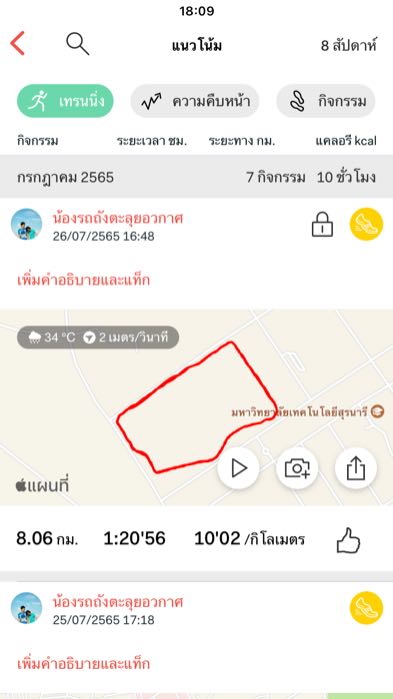 18:09
แนวโน้ม
8 สัปดาห์
เทรนนิ่ง
ความคืบหน้า
กิจกรรม
กิจกรรม ระยะเวลา ชม. ระยะทาง กม. แคลอรี kcal
กรกฎาคม 2565 7 กิจกรรม 10 ชั่วโมง
น้องรถถังตะลุยอวกาศ
26/07/2565 16:48
เพิ่มคำอธิบายและแท็ก
34 °C 2 เมตร/วินาที
มหาวิทยาลัยเทคโนโลยีสุรนารี
แผนที่
8.06 กม. 1:20'56 10'02 /กิโลเมตร
น้องรถถังตะลุยอวกาศ
25/07/2565 17:18
เพิ่มคำอธิบายและแท็ก